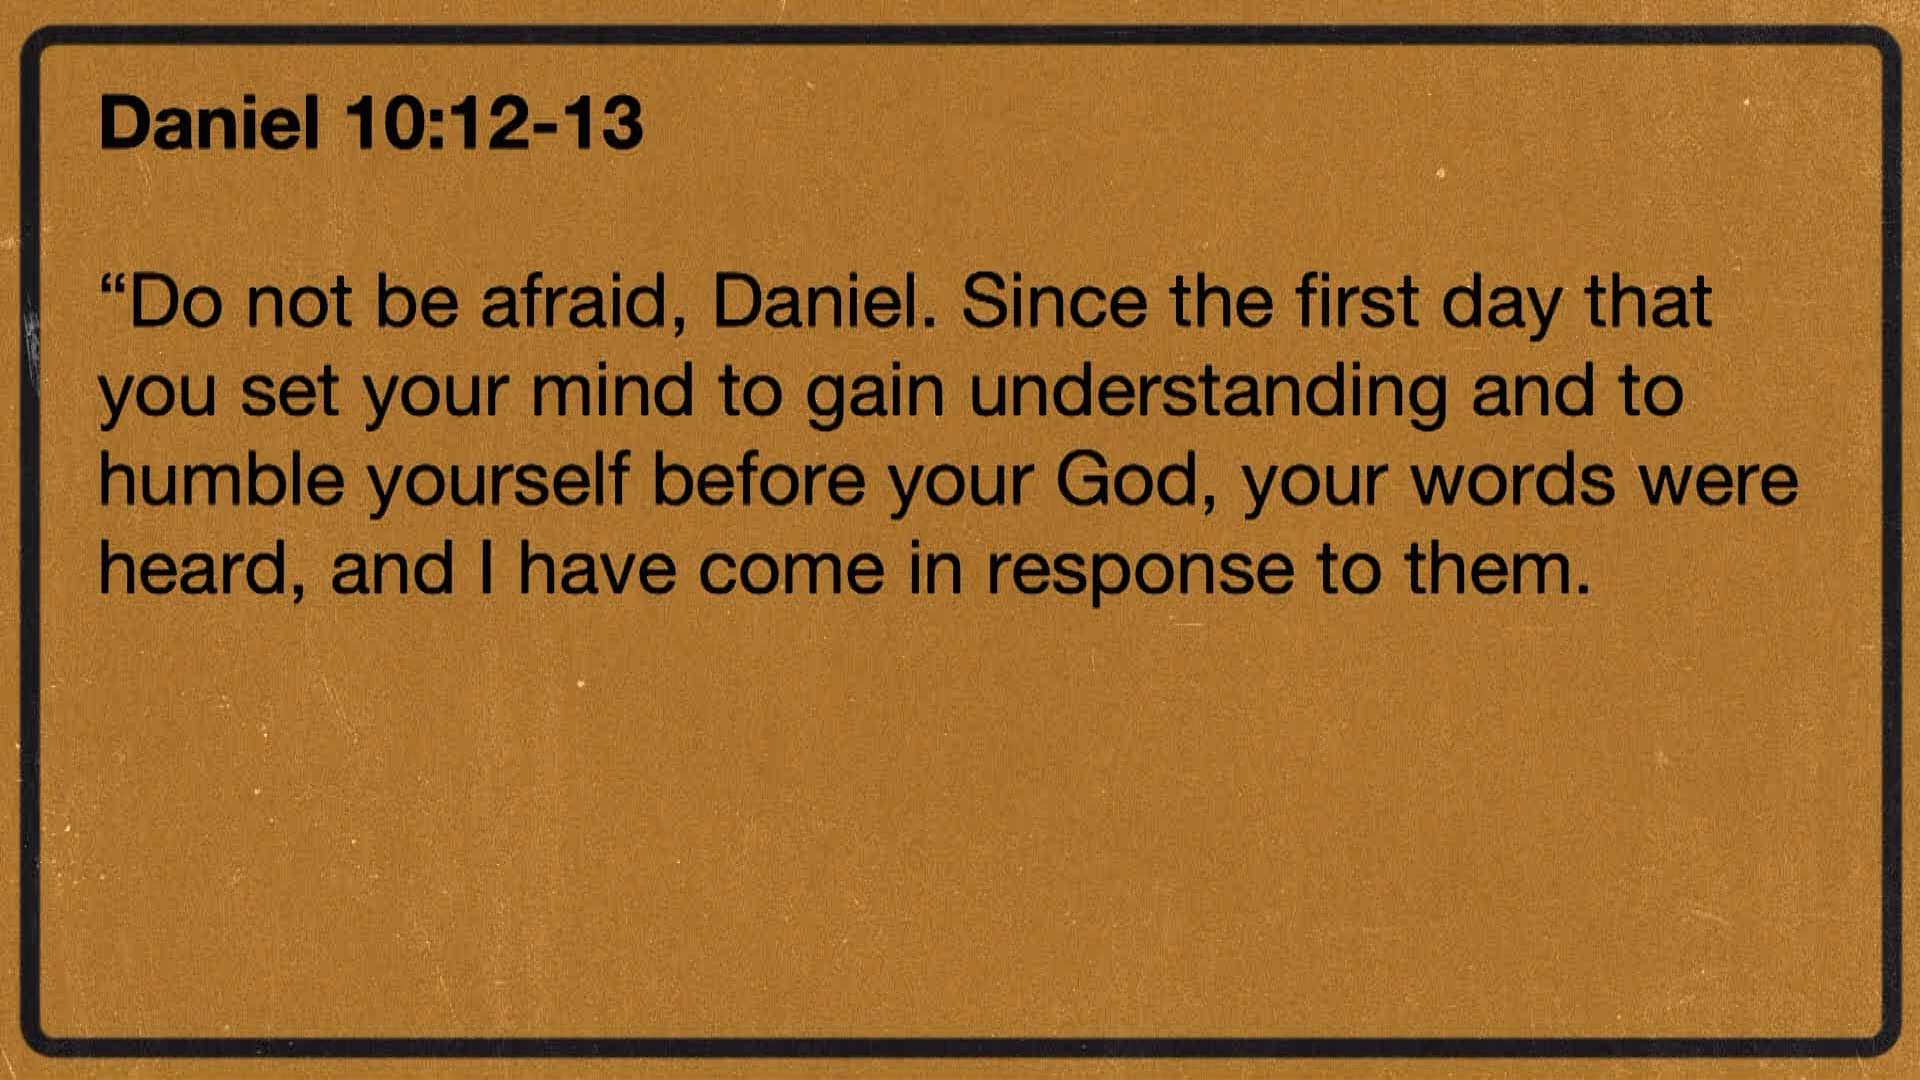 Daniel 10:12-13
“Do not be afraid, Daniel. Since the first day that
you set your mind to gain understanding and to
humble yourself before your God, your words were
heard, and I have come in response to them.